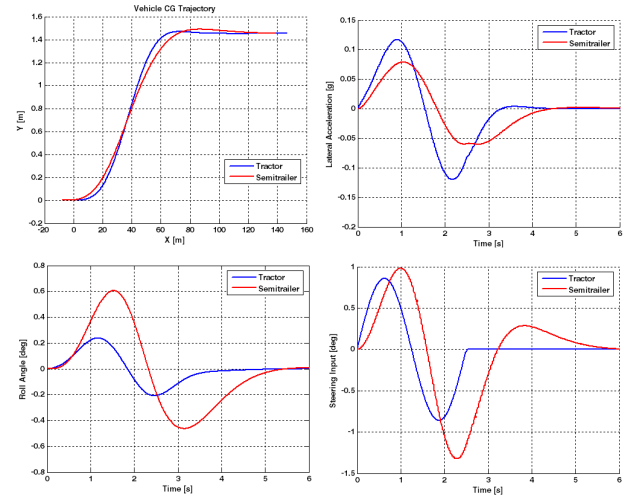 Vehicle CG Trajectory
1.6
1.4
1.2
1
0.8
0.6
0.4
0.2
0
0.2
-20 0 20 40 60 80 100 120 140 160
Y [m]
X [m]
Tractor
Semitrailer
0.2
0.15
0.1
0.05
0
-0.05
-0.1
-0.15
-0.2
0 1 2 3 4 5 6
Lateral Acceleration [g]
Time [s]
Tractor
Semitrailer
0.8
0.6
0.4
0.2
0
-0.2
-0.4
-0.6
-0.8
0 1 2 3 4 5 6
Roll Angle [deg]
Time [s]
Tractor
Semitrailer
1
0.5
0
-0.5
-1
-1.5
0 1 2 3 4 5 6
Steering Input [deg]
Time [s]
Tractor
Semitrailer